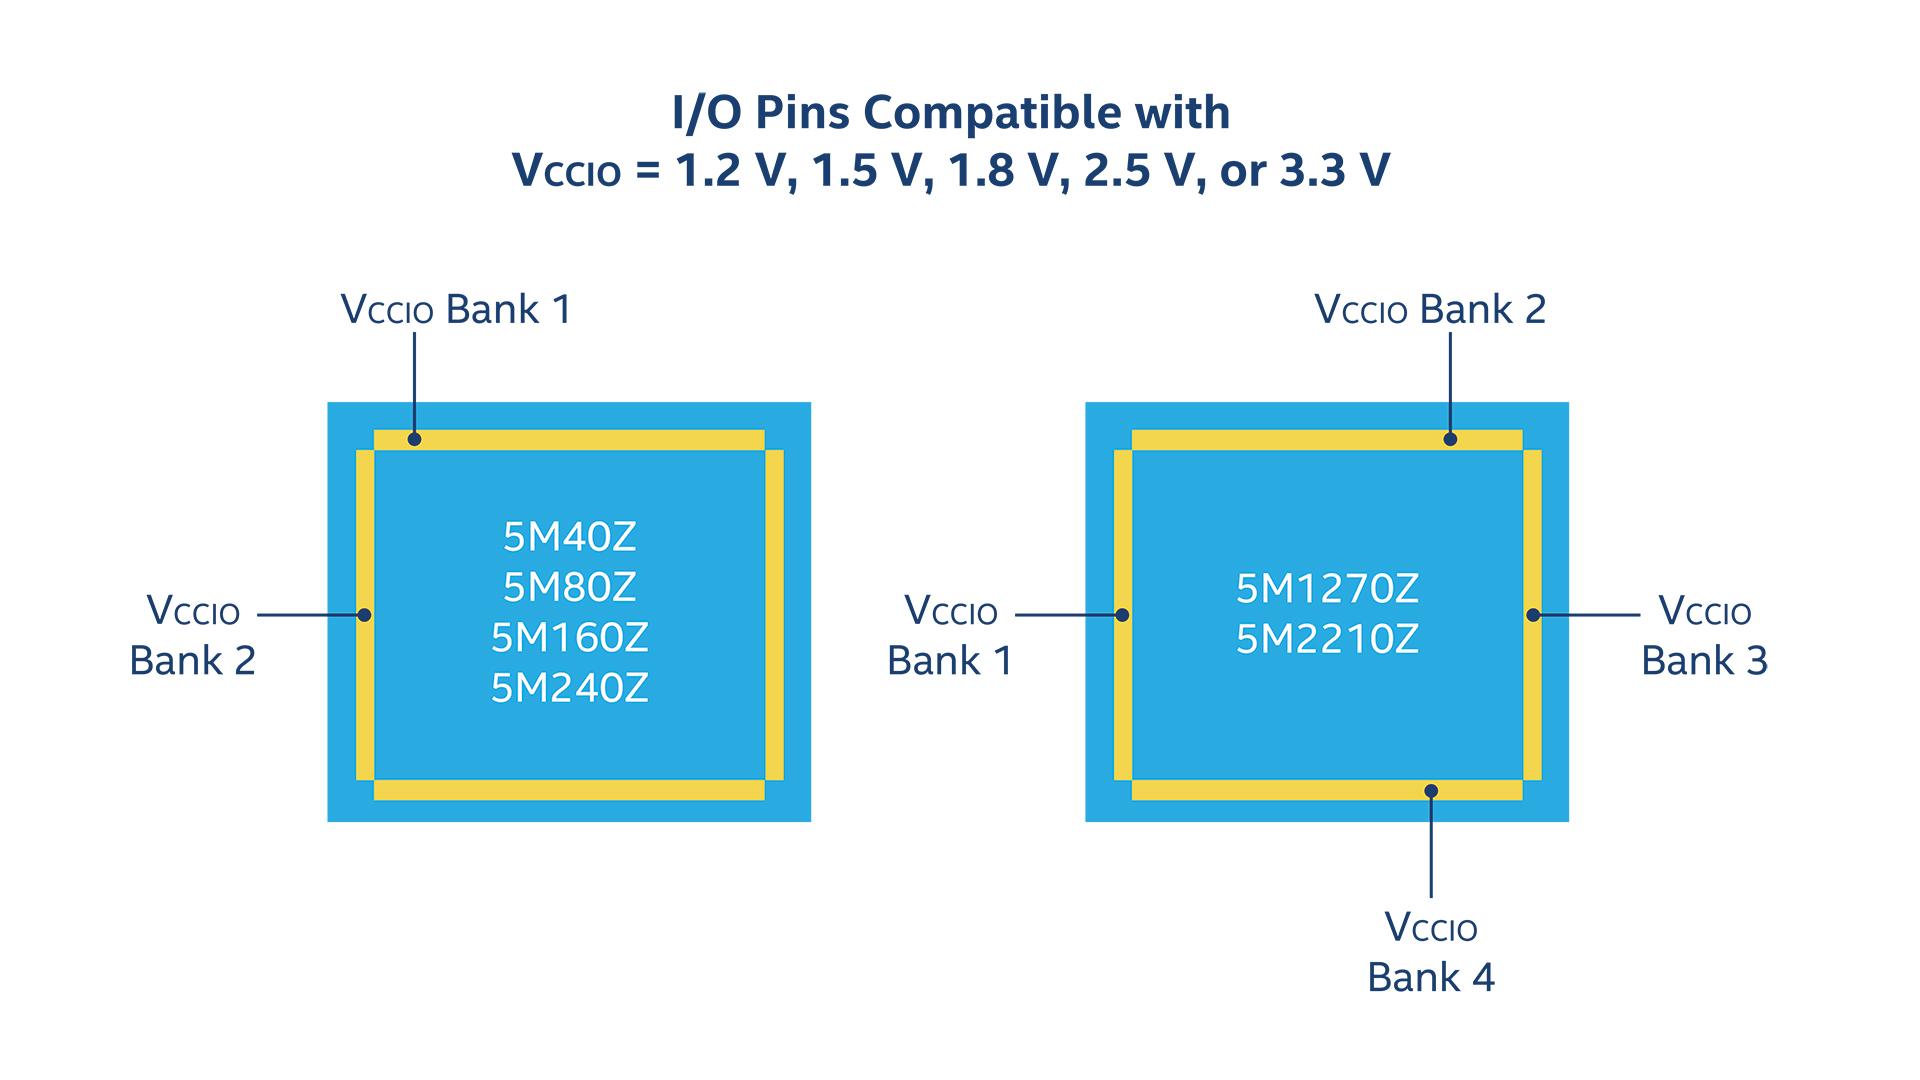 I/O Pins Compatible with
VCCIO = 1.2 V, 1.5 V, 1.8 V, 2.5 V, or 3.3 V
VCCIO Bank 1
VCCIO
Bank 2
5M40Z
5M80Z
5M160Z
5M240Z
VCCIO Bank 2
VCCIO
Bank 1
5M1270Z
5M2210Z
VCCIO
Bank 3
VCCIO
Bank 4